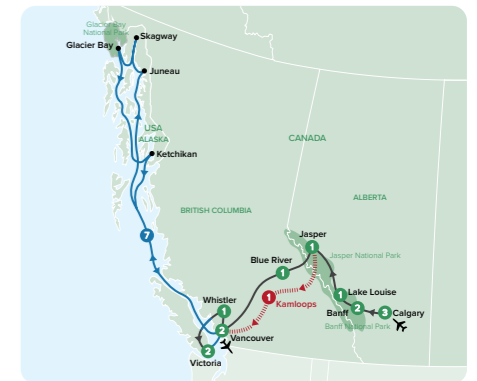 Glacier Bay
National Park
Glacier Bay
Skagway
Juneau
USA
ALASKA
Ketchikan
CANADA
ALBERTA
BRITISH COLUMBIA
7
Jasper
1
Jasper National Park
Blue River
1
Kamloops
1
Lake Louise
1
Banff
2
Calgary
3
Banff National Park
Whistler
1
Vancouver
2
Victoria
2